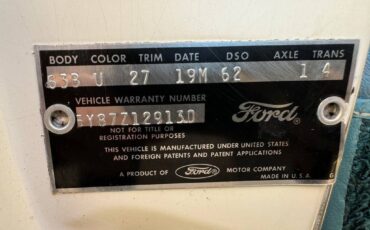 BODY COLOR TRIM DATE DSO AXLE TRANS
63B U 27 19M 62 1 4
VEHICLE WARRANTY NUMBER
5Y87Z129130
Ford®
NOT FOR TITLE OR
REGISTRATION PURPOSES
THIS VEHICLE IS MANUFACTURED UNDER UNITED STATES
AND FOREIGN PATENTS AND PATENT APPLICATIONS
A PRODUCT OF Ford MOTOR COMPANY
MADE IN U.S.A. G